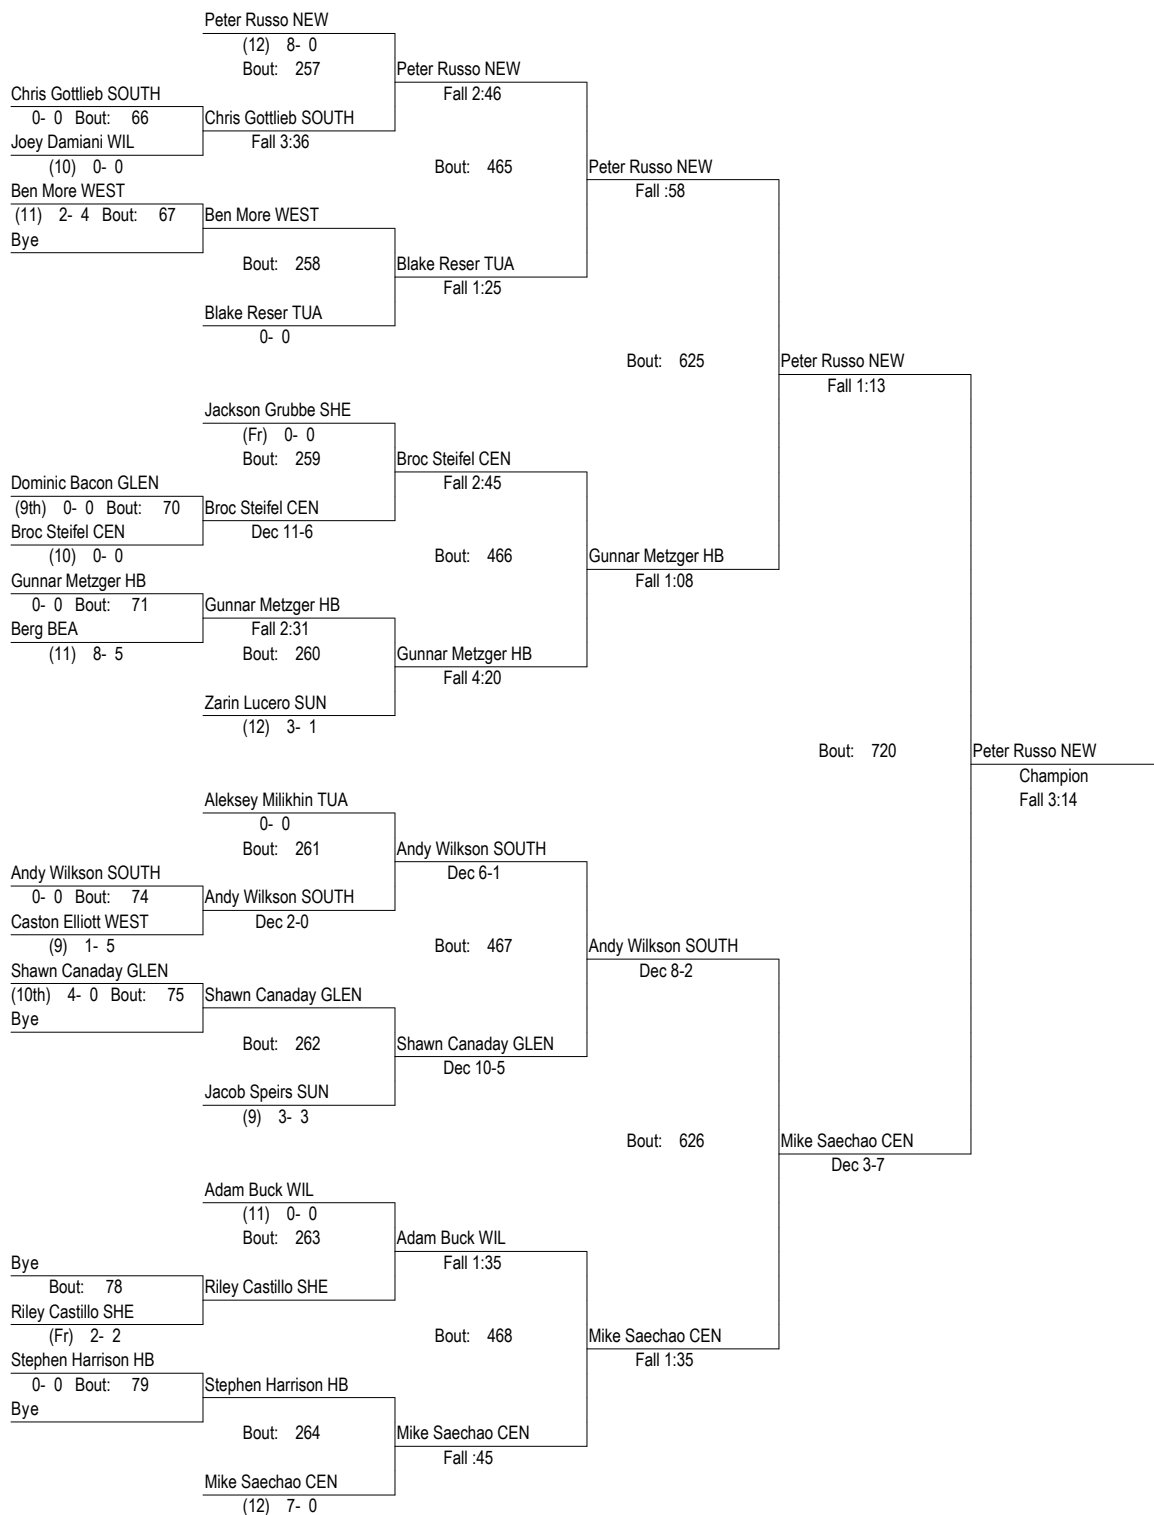 Peter Russo NEW
(12) 8- 0
Bout: 257
Peter Russo NEW
Fall 2:46
Chris Gottlieb SOUTH
0- 0 Bout: 66
Chris Gottlieb SOUTH
Fall 3:36
Joey Damiani WIL
(10) 0- 0
Bout: 465
Peter Russo NEW
Fall :58
Ben More WEST
(11) 2- 4 Bout: 67
Ben More WEST
Bye
Bout: 258
Blake Reser TUA
Fall 1:25
Blake Reser TUA
0- 0
Bout: 625
Peter Russo NEW
Fall 1:13
Jackson Grubbe SHE
(Fr) 0- 0
Bout: 259
Broc Steifel CEN
Fall 2:45
Dominic Bacon GLEN
(9th) 0- 0 Bout: 70
Broc Steifel CEN
Dec 11-6
Broc Steifel CEN
(10) 0- 0
Bout: 466
Gunnar Metzger HB
Fall 1:08
Gunnar Metzger HB
0- 0 Bout: 71
Gunnar Metzger HB
Fall 2:31
Berg BEA
(11) 8- 5
Bout: 260
Gunnar Metzger HB
Fall 4:20
Zarin Lucero SUN
(12) 3- 1
Bout: 720
Peter Russo NEW
Champion
Fall 3:14
Aleksey Milikhin TUA
0- 0
Bout: 261
Andy Wilkson SOUTH
Dec 6-1
Andy Wilkson SOUTH
0- 0 Bout: 74
Andy Wilkson SOUTH
Dec 2-0
Caston Elliott WEST
(9) 1- 5
Bout: 467
Andy Wilkson SOUTH
Dec 8-2
Shawn Canaday GLEN
(10th) 4- 0 Bout: 75
Shawn Canaday GLEN
Bye
Bout: 262
Shawn Canaday GLEN
Dec 10-5
Jacob Speirs SUN
(9) 3- 3
Bout: 626
Mike Saechao CEN
Dec 3-7
Adam Buck WIL
(11) 0- 0
Bout: 263
Adam Buck WIL
Fall 1:35
Bye
Bout: 78
Riley Castillo SHE
Riley Castillo SHE
(Fr) 2- 2
Bout: 468
Mike Saechao CEN
Fall 1:35
Stephen Harrison HB
0- 0 Bout: 79
Stephen Harrison HB
Bye
Bout: 264
Mike Saechao CEN
Fall :45
Mike Saechao CEN
(12) 7- 0